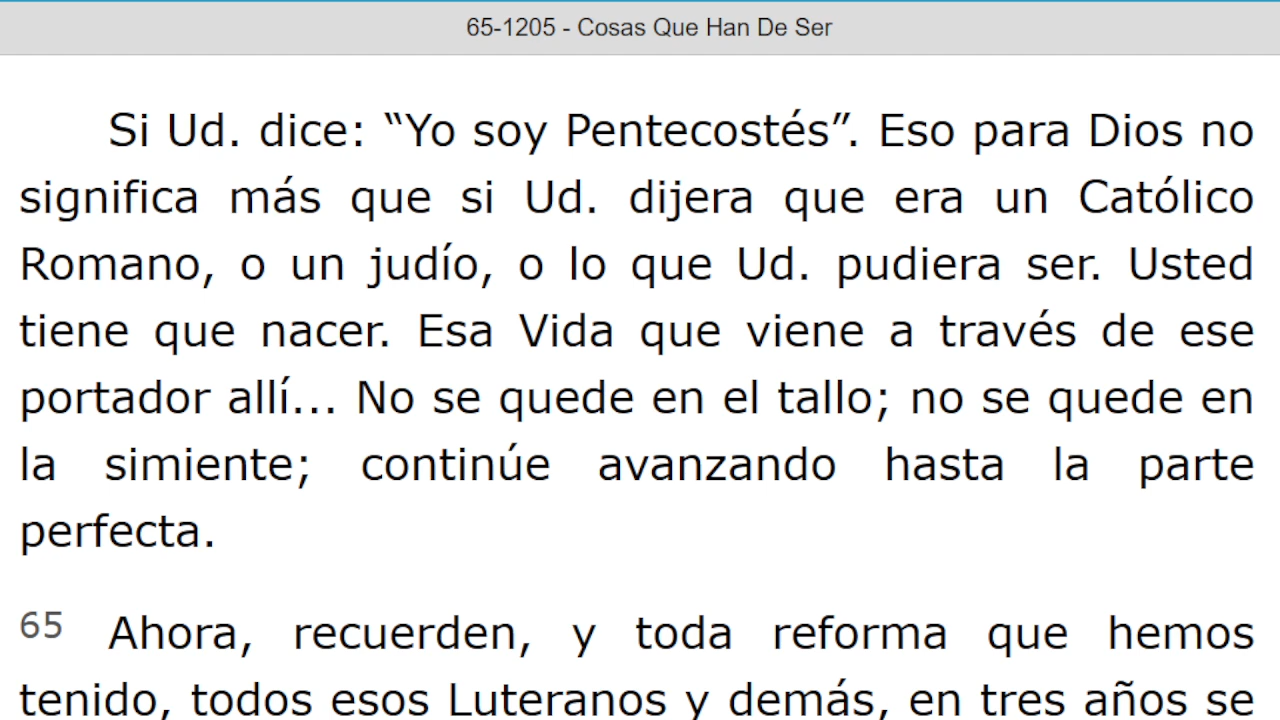 65-1205 - Cosas Que Han De Ser
Si Ud. dice: “Yo soy Pentecostés”. Eso para Dios no
significa más que si Ud. dijera que era un Católico
Romano, o un judío, o lo que Ud. pudiera ser. Usted
tiene que nacer. Esa Vida que viene a través de ese
portador allí... No se quede en el tallo; no se quede en
la simiente; continúe avanzando hasta la parte
perfecta.
65 Ahora, recuerden, y toda reforma que hemos
tenido, todos esos Luteranos y demás, en tres años se